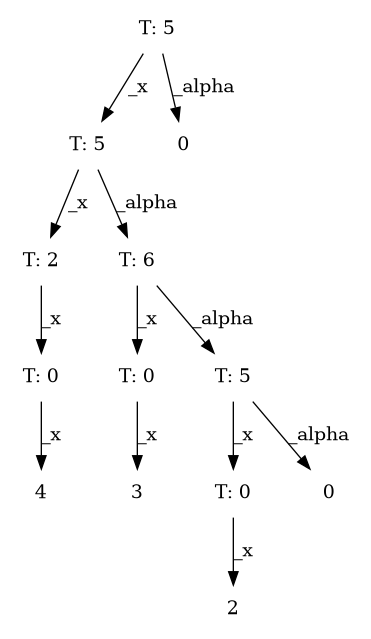 T: 5
_x _alpha
T: 5 0
_x _alpha
T: 2 T: 6
_x _x _alpha
T: 0 T: 0 T: 5
_x _x _x _alpha
4 3 T: 0 0
_x
2